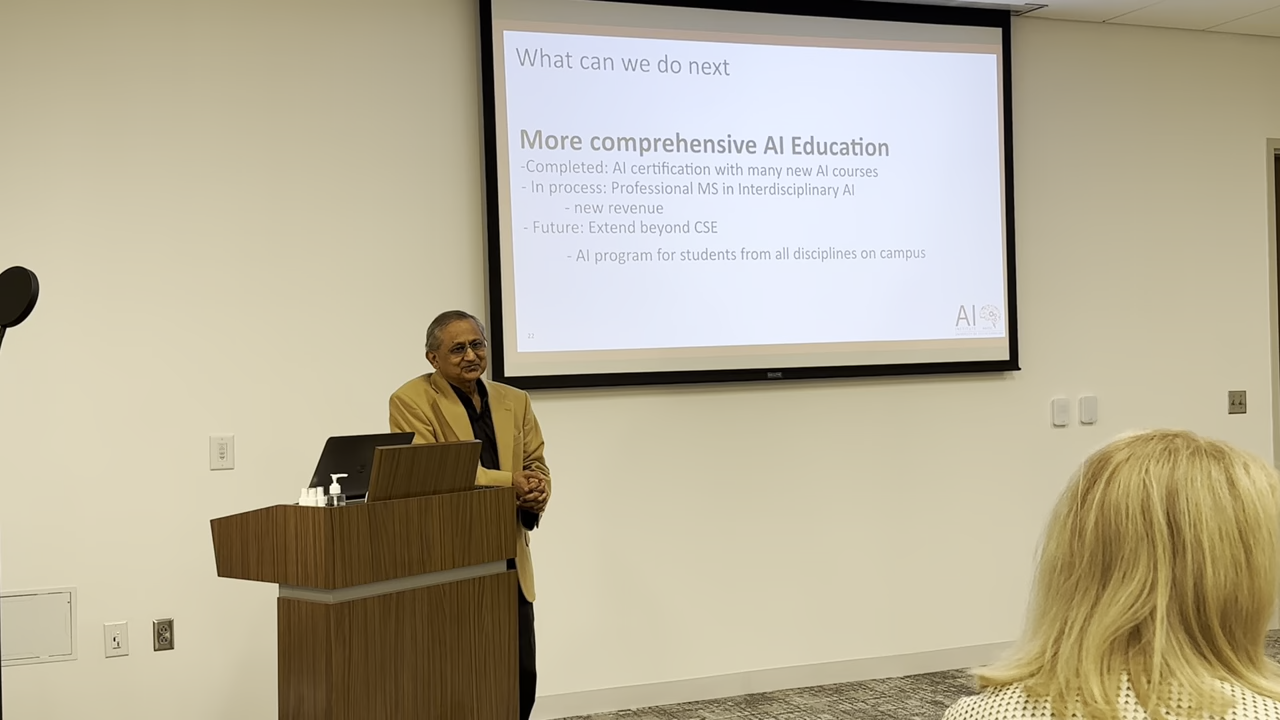 What can we do next
More comprehensive AI Education
-Completed: AI certification with many new AI courses
- In process: Professional MS in Interdisciplinary AI
- new revenue
- Future: Extend beyond CSE
- AI program for students from all disciplines on campus
22
AI